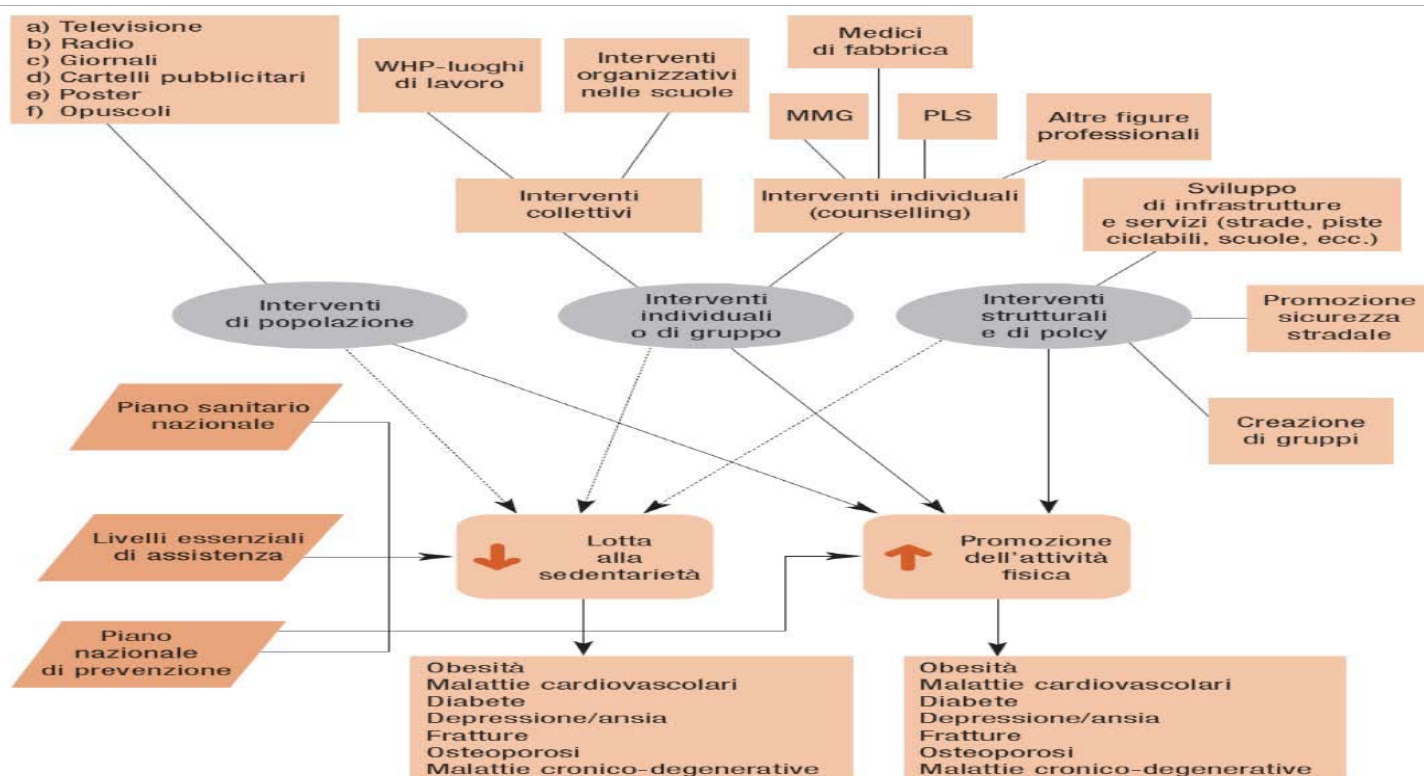 a) Televisione
b) Radio
c) Giornali
d) Cartelli pubblicitari
e) Poster
f) Opuscoli
WHP-luoghi
di lavoro
Interventi
organizzativi
nelle scuole
Medici
di fabbrica
MMG
PLS
Altre figure
professionali
Interventi
collettivi
Interventi individuali
(counselling)
Sviluppo
di infrastrutture
e servizi (strade, piste
ciclabili, scuole, ecc.)
Interventi
di popolazione
Interventi
individuali
o di gruppo
Interventi
strutturali
e di polcy
Promozione
sicurezza
stradale
Creazione
di gruppi
Piano sanitario
nazionale
Livelli essenziali
di assistenza
Piano
nazionale
di prevenzione
Lotta
alla
sedentarietà
Promozione
dell'attività
fisica
Obesità
Malattie cardiovascolari
Diabete
Depressione/ansia
Fratture
Osteoporosi
Malattie cronico-degenerative
Obesità
Malattie cardiovascolari
Diabete
Depressione/ansia
Fratture
Osteoporosi
Malattie cronico-degenerative